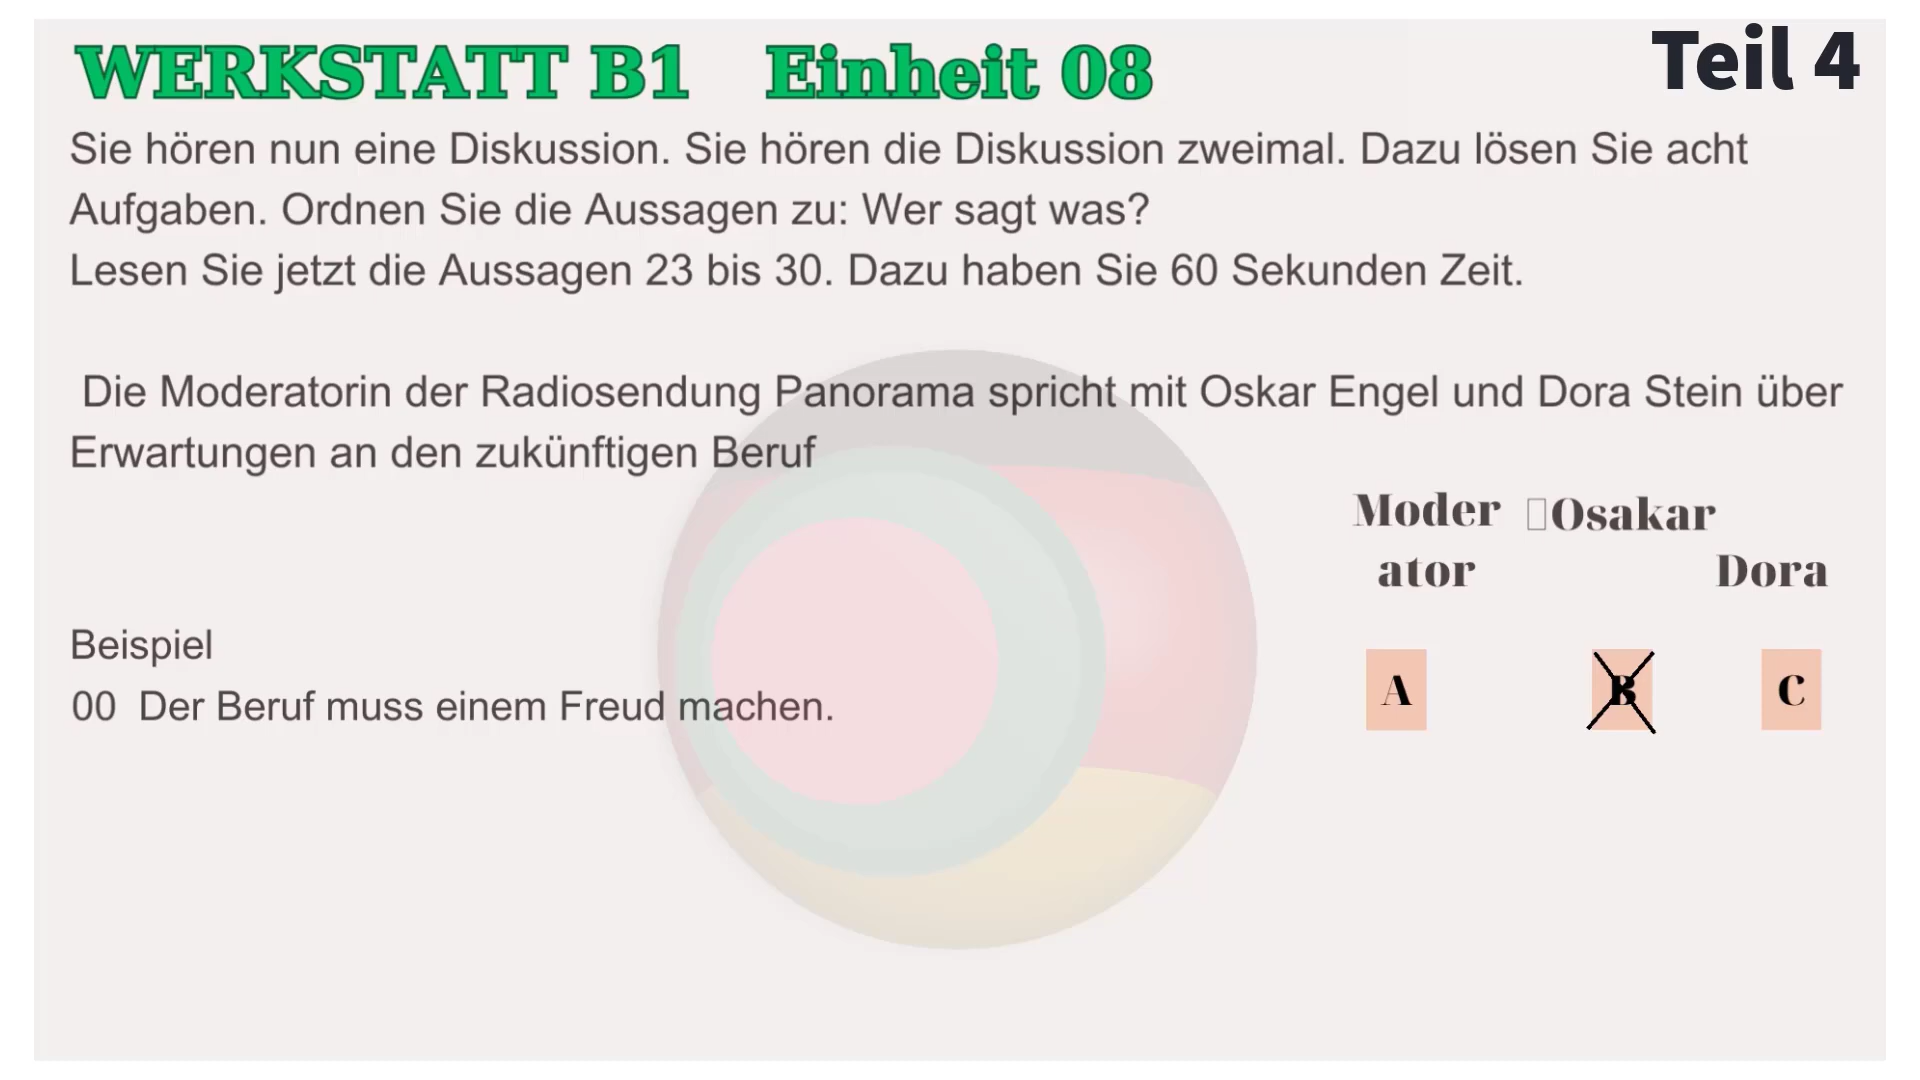 WERKSTATT B1 Einheit 08
Teil 4
Sie hören nun eine Diskussion. Sie hören die Diskussion zweimal. Dazu lösen Sie acht
Aufgaben. Ordnen Sie die Aussagen zu: Wer sagt was?
Lesen Sie jetzt die Aussagen 23 bis 30. Dazu haben Sie 60 Sekunden Zeit.
Die Moderatorin der Radiosendung Panorama spricht mit Oskar Engel und Dora Stein über
Erwartungen an den zukünftigen Beruf
Moder
ator
Osakar
Dora
Beispiel
00 Der Beruf muss einem Freud machen.
A B C